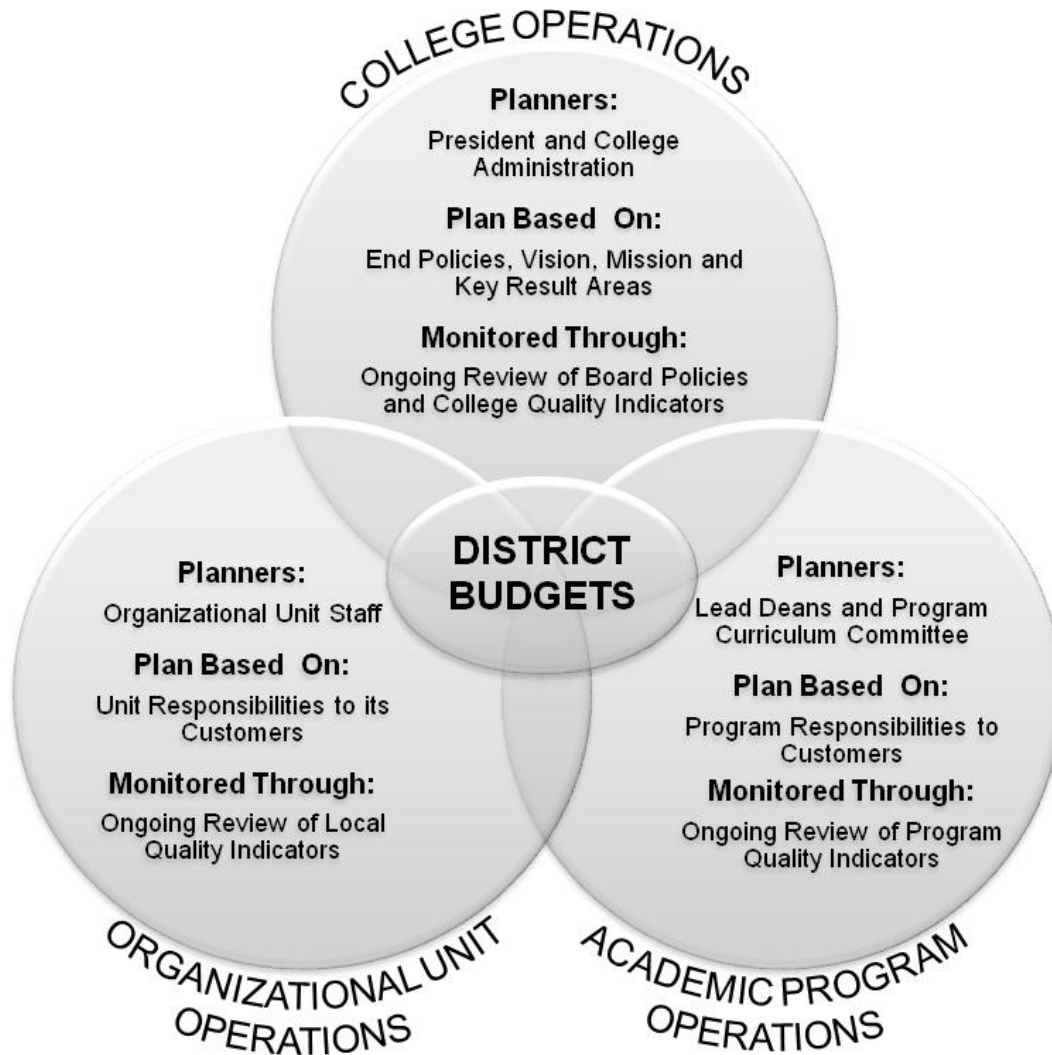 COLLEGE OPERATIONS
Planners:
President and College
Administration
Plan Based On:
End Policies, Vision, Mission and
Key Result Areas
Monitored Through:
Ongoing Review of Board Policies
and College Quality Indicators
DISTRICT
BUDGETS
Planners:
Organizational Unit Staff
Plan Based On:
Unit Responsibilities to its
Customers
Monitored Through:
Ongoing Review of Local
Quality Indicators
ORGANIZATIONAL UNIT
OPERATIONS
Planners:
Lead Deans and Program
Curriculum Committee
Plan Based On:
Program Responsibilities to
Customers
Monitored Through:
Ongoing Review of Program
Quality Indicators
ACADEMIC PROGRAM
OPERATIONS